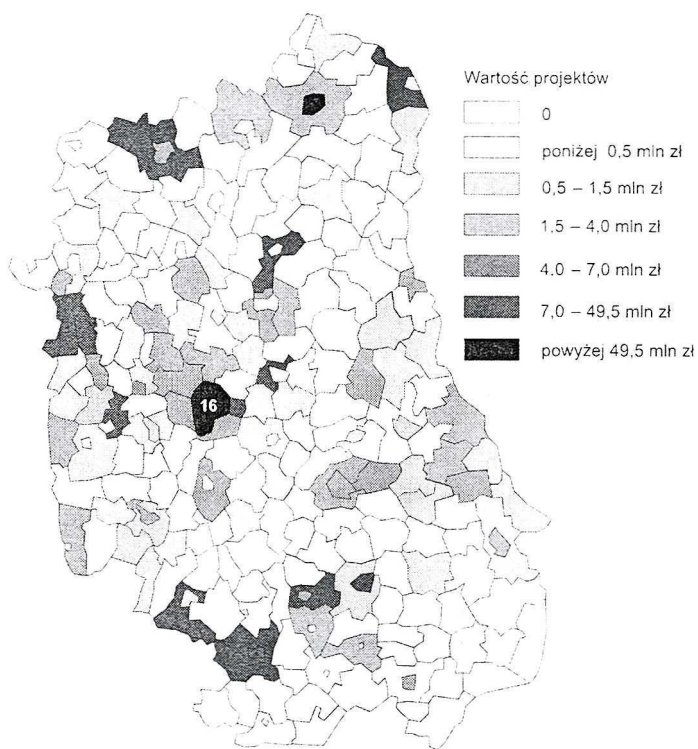 Wartość projektów
0
poniżej 0,5 mln zł
0,5 – 1,5 mln zł
1,5 – 4,0 mln zł
4,0 – 7,0 mln zł
7,0 – 49,5 mln zł
powyżej 49,5 mln zł
16